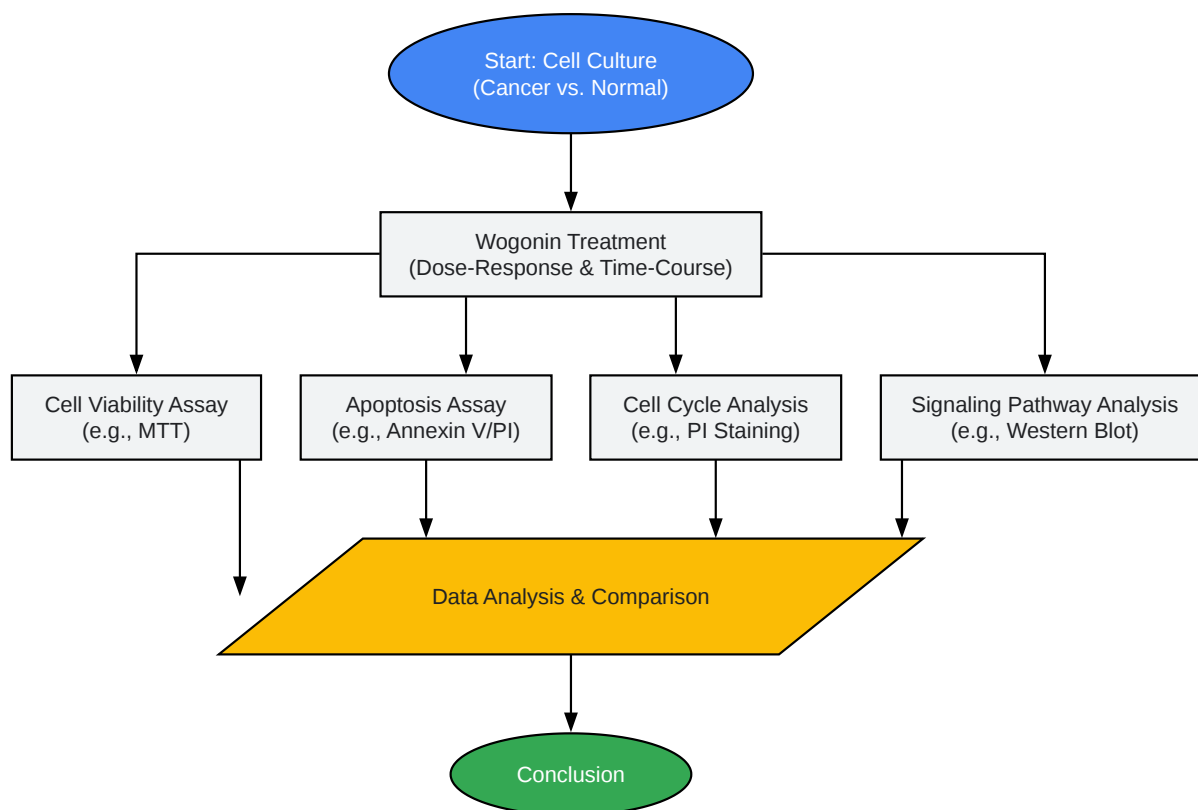 Start: Cell Culture
(Cancer vs. Normal)
Wogonin Treatment
(Dose-Response & Time-Course)
Cell Viability Assay
(e.g., MTT)
Apoptosis Assay
(e.g., Annexin V/PI)
Cell Cycle Analysis
(e.g., PI Staining)
Signaling Pathway Analysis
(e.g., Western Blot)
Data Analysis & Comparison
Conclusion